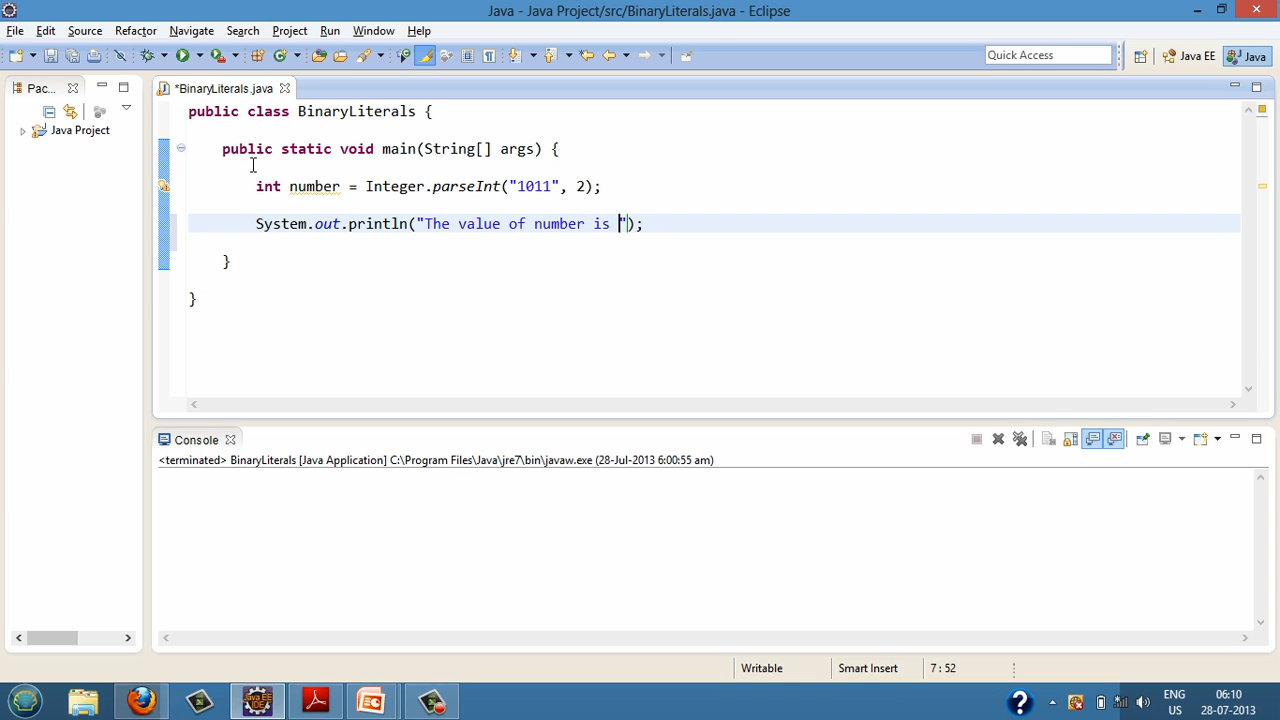 Java - Java Project/src/BinaryLiterals.java - Eclipse
File Edit Source Refactor Navigate Search Project Run Window Help
Quick Access
Java EE
Java
Pac...
*BinaryLiterals.java
Java Project
public class BinaryLiterals {
public static void main(String[] args) {
int number = Integer.parseInt("1011", 2);
System.out.println("The value of number is ");
}
}
Console
<terminated> BinaryLiterals [Java Application] C:\Program Files\Java\jre7\bin\javaw.exe (28-Jul-2013 6:00:55 am)
Writable
Smart Insert
7 : 52
Java EE
IDE
ENG
US
06:10
28-07-2013